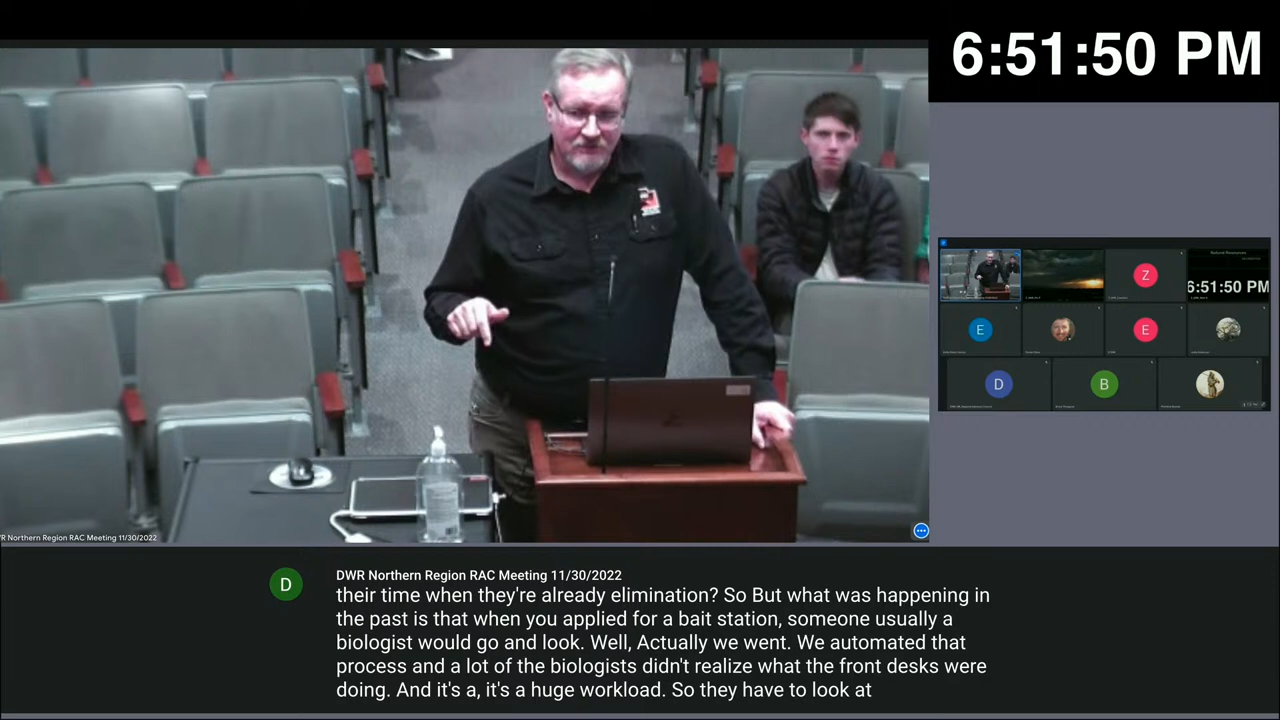 6:51:50 PM
6:51:50 PM
Z
E
E
D
B
R Northern Region RAC Meeting 11/30/2022
D
DWR Northern Region RAC Meeting 11/30/2022
their time when they're already elimination? So But what was happening in
the past is that when you applied for a bait station, someone usually a
biologist would go and look. Well, Actually we went. We automated that
process and a lot of the biologists didn't realize what the front desks were
doing. And it's a, it's a huge workload. So they have to look at